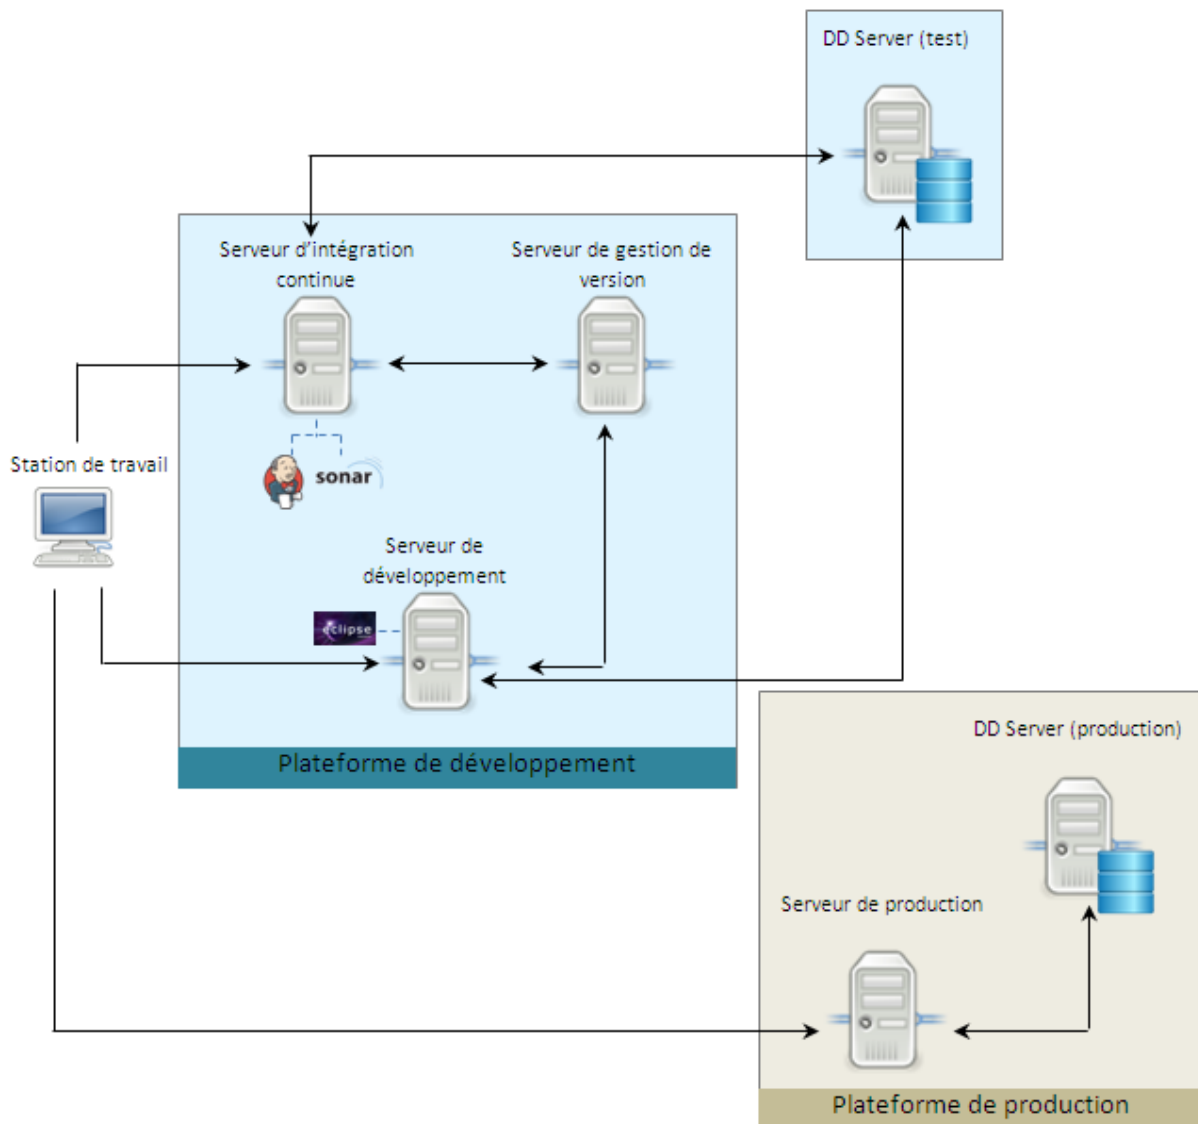 DD Server (test)
Serveur d'intégration
continue
Serveur de gestion de
version
Station de travail
sonar
Serveur de
développement
eclipse
Plateforme de développement
DD Server (production)
Serveur de production
Plateforme de production